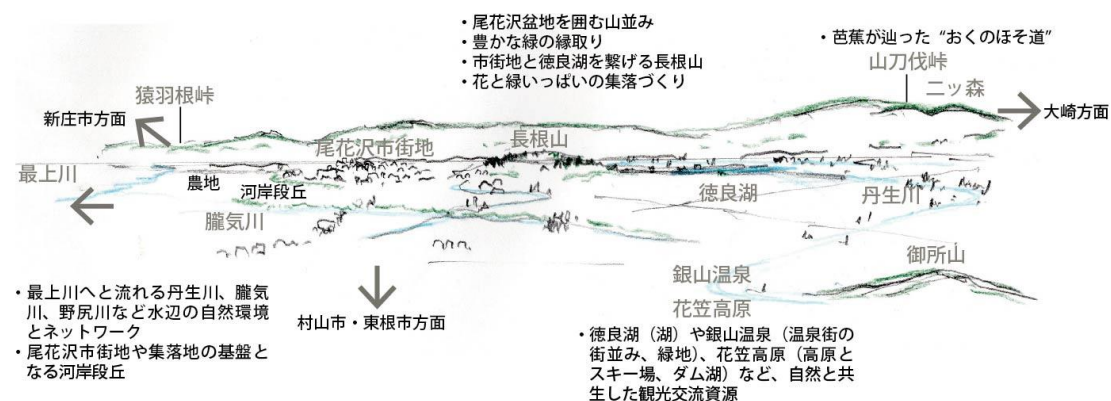 ・尾花沢盆地を囲む山並み
・豊かな緑の縁取り
・市街地と徳良湖を繋げる長根山
・花と緑いっぱいの集落づくり
・芭蕉が辿った“おくのほそ道”
山刀伐峠
二ッ森
大崎方面
猿羽根峠
新庄市方面
尾花沢市街地
長根山
最上川
農地
河岸段丘
徳良湖
丹生川
朧気川
御所山
銀山温泉
花笠高原
村山市・東根市方面
・最上川へと流れる丹生川、朧気
川、野尻川など水辺の自然環境
とネットワーク
・尾花沢市街地や集落地の基盤と
なる河岸段丘
・徳良湖（湖）や銀山温泉（温泉街の
街並み、緑地）、花笠高原（高原と
スキー場、ダム湖）など、自然と共
生した観光交流資源